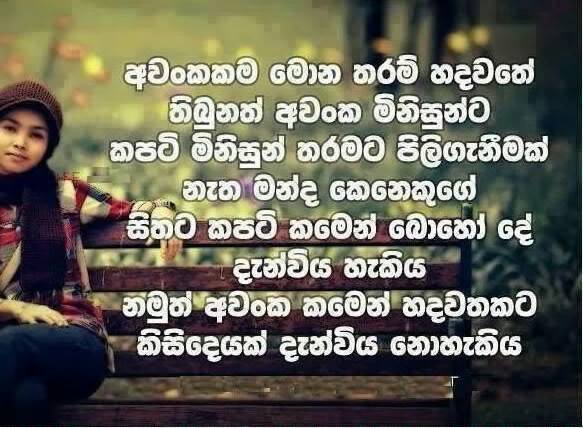 අවංකකම මොන තරම් හදවතේ
තිබුනත් අවංක මිනිසුන්ට
කපටි මිනිසුන් තරමට පිලිගැනීමක්
නැත මන්ද කෙනෙකුගේ
සිතට කපටි කමෙන් බොහෝ දේ
දැන්විය හැකිය
නමුත් අවංක කමෙන් හදවතකට
කිසිදෙයක් දැන්විය නොහැකිය